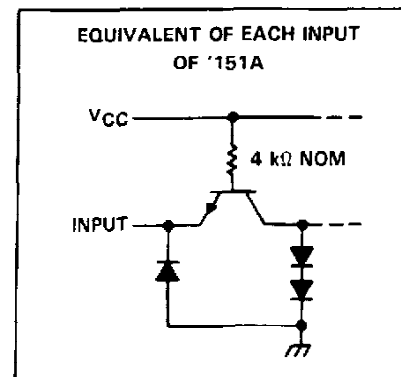 EQUIVALENT OF EACH INPUT
OF '151A
VCC
4 kΩ NOM
INPUT